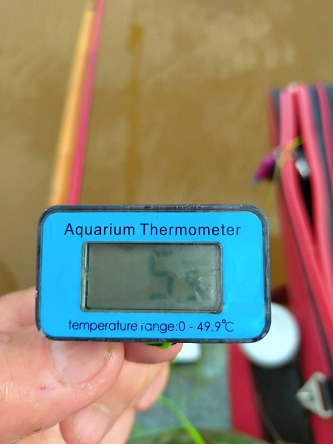 Aquarium Thermometer
temperature range:0 - 49.9°C